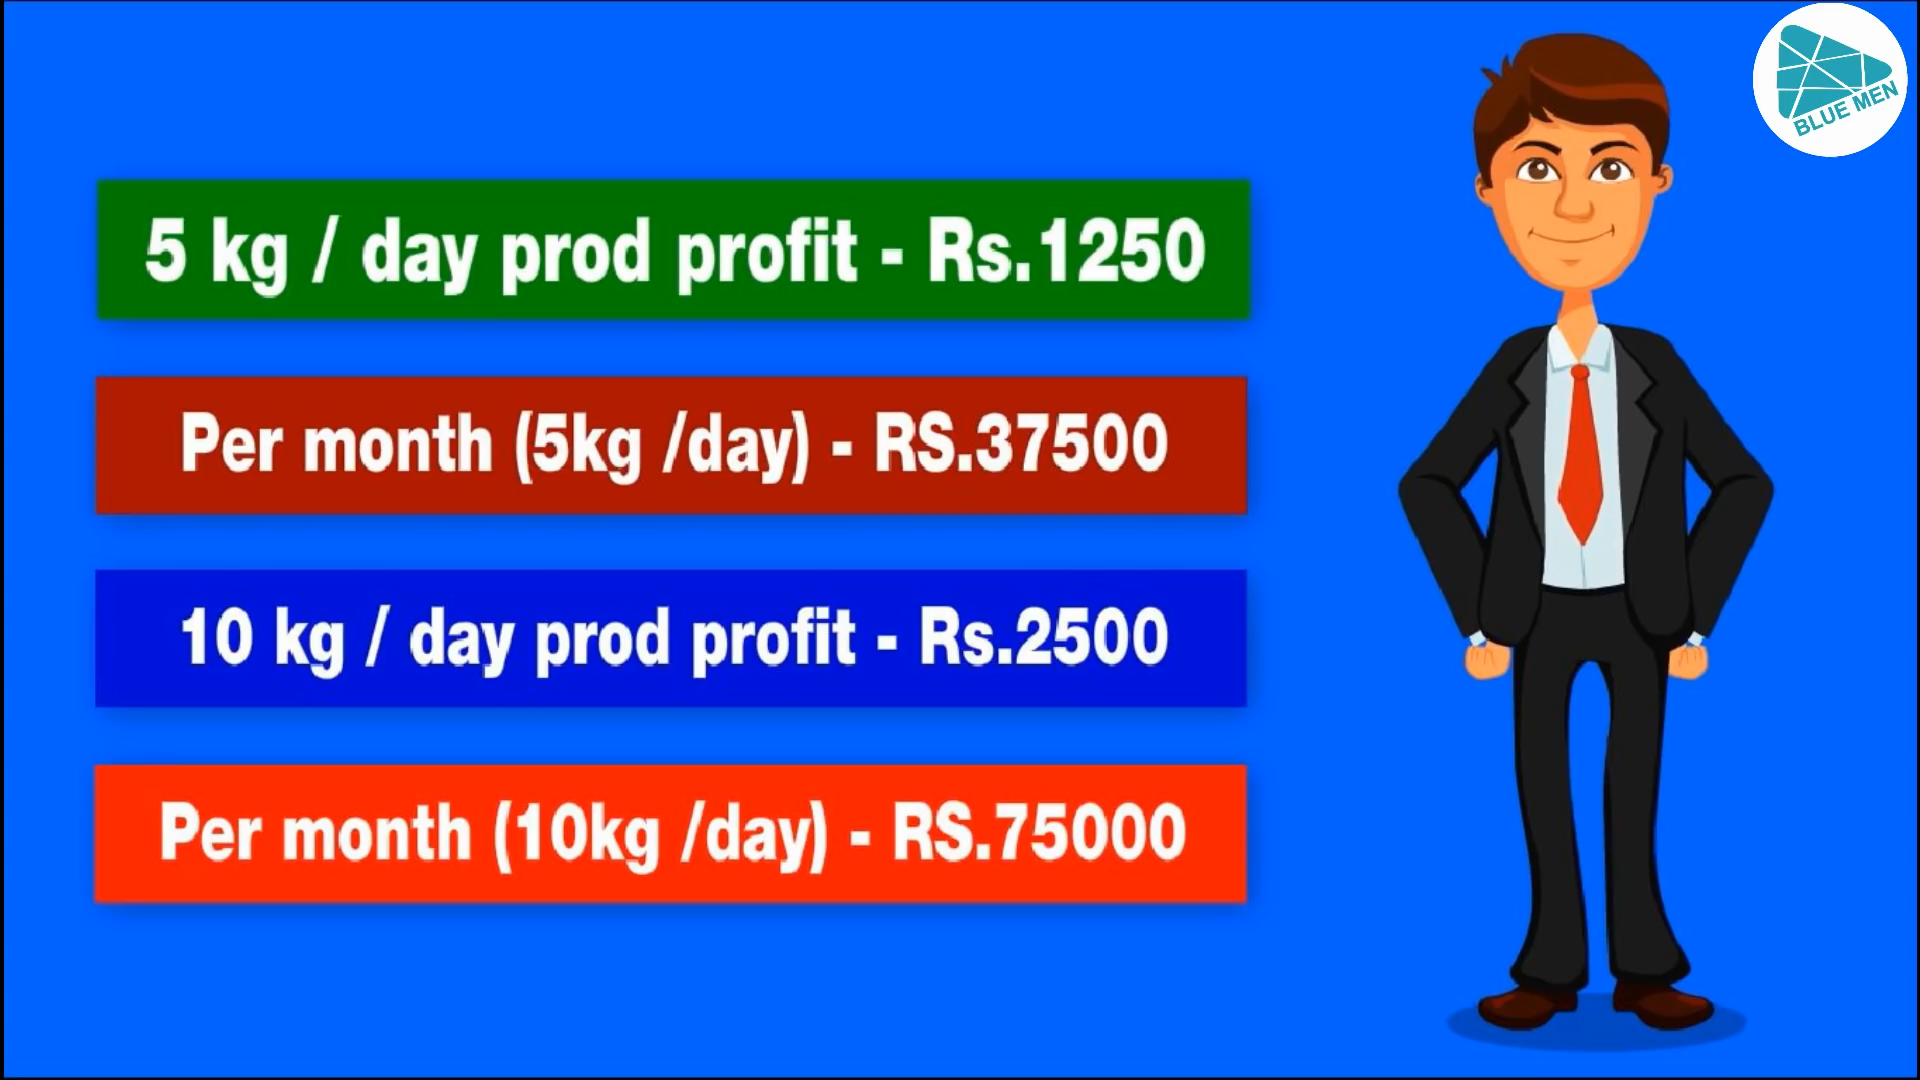 BLUE MEN
5 kg / day prod profit - Rs.1250
Per month (5kg /day) - RS.37500
10 kg / day prod profit - Rs.2500
Per month (10kg /day) - RS.75000